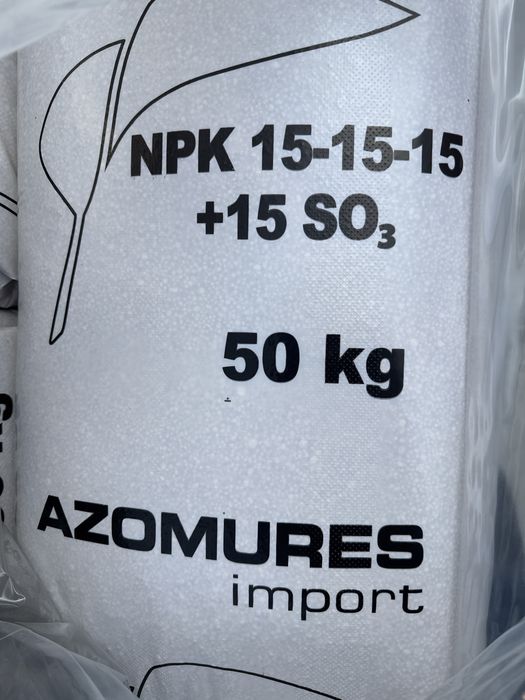 NPK 15-15-15
+15 SO₃
50 kg
AZOMURES
import